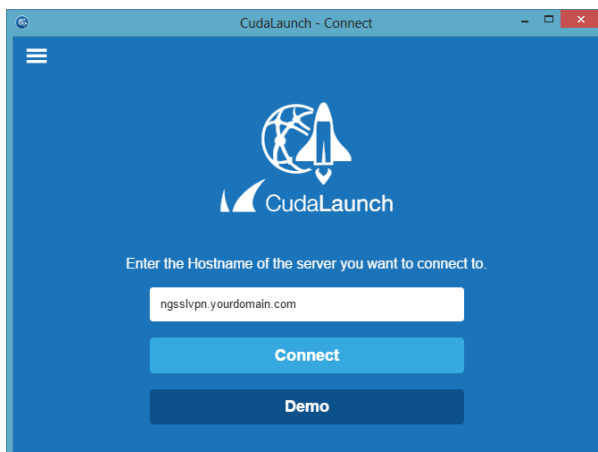 CudaLaunch - Connect
CudaLaunch
Enter the Hostname of the server you want to connect to.
ngsslvpn.yourdomain.com
Connect
Demo